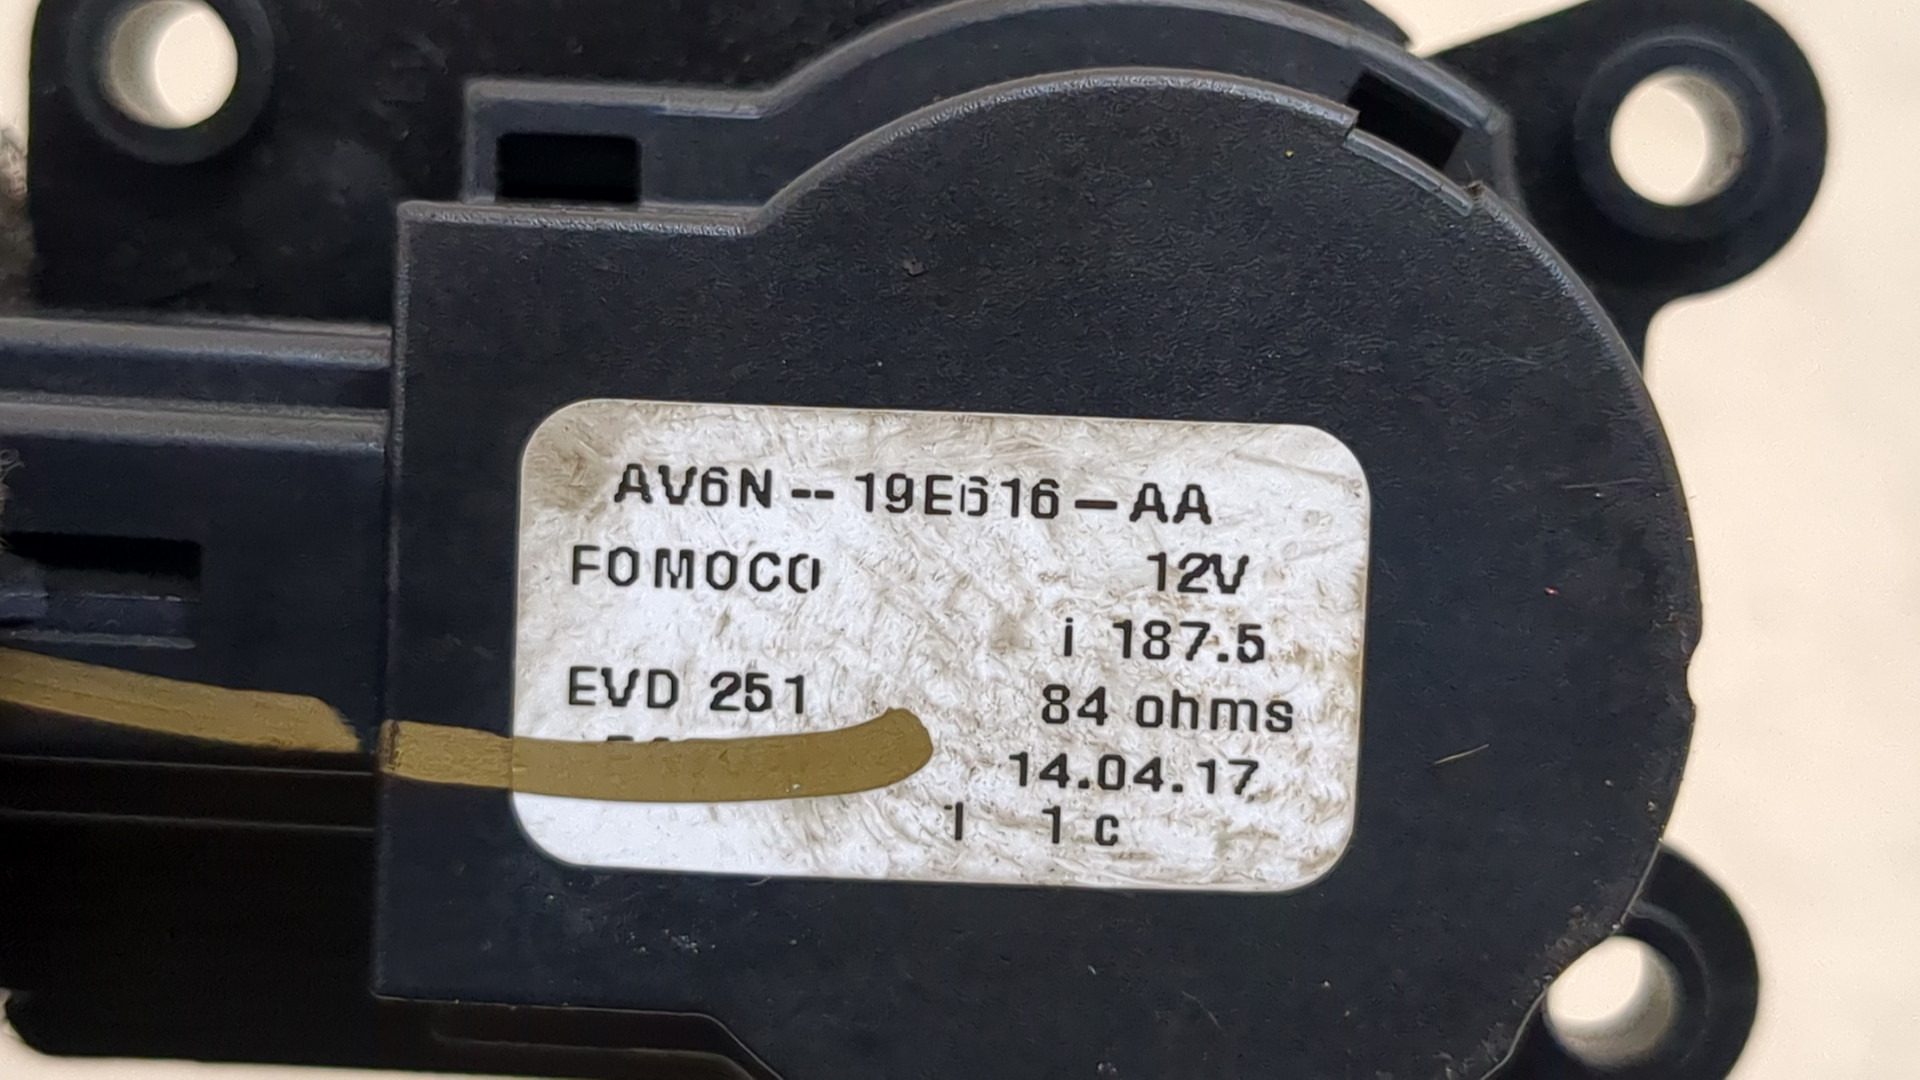 AV6N--19E616-AA
FOMOCO 12V
i 187.5
EVD 251 84 ohms
14.04.17
1 1 c